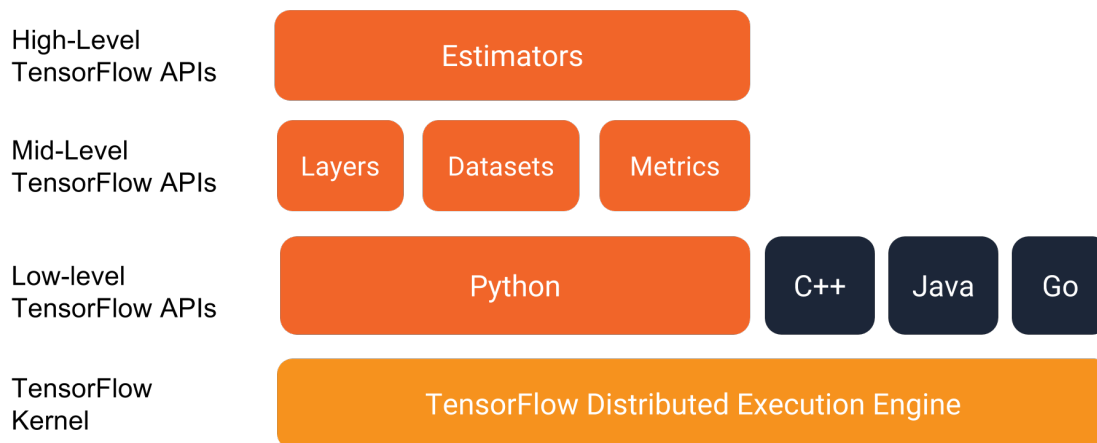 High-Level
TensorFlow APIs
Estimators
Mid-Level
TensorFlow APIs
Layers
Datasets
Metrics
Low-level
TensorFlow APIs
Python
C++
Java
Go
TensorFlow
Kernel
TensorFlow Distributed Execution Engine